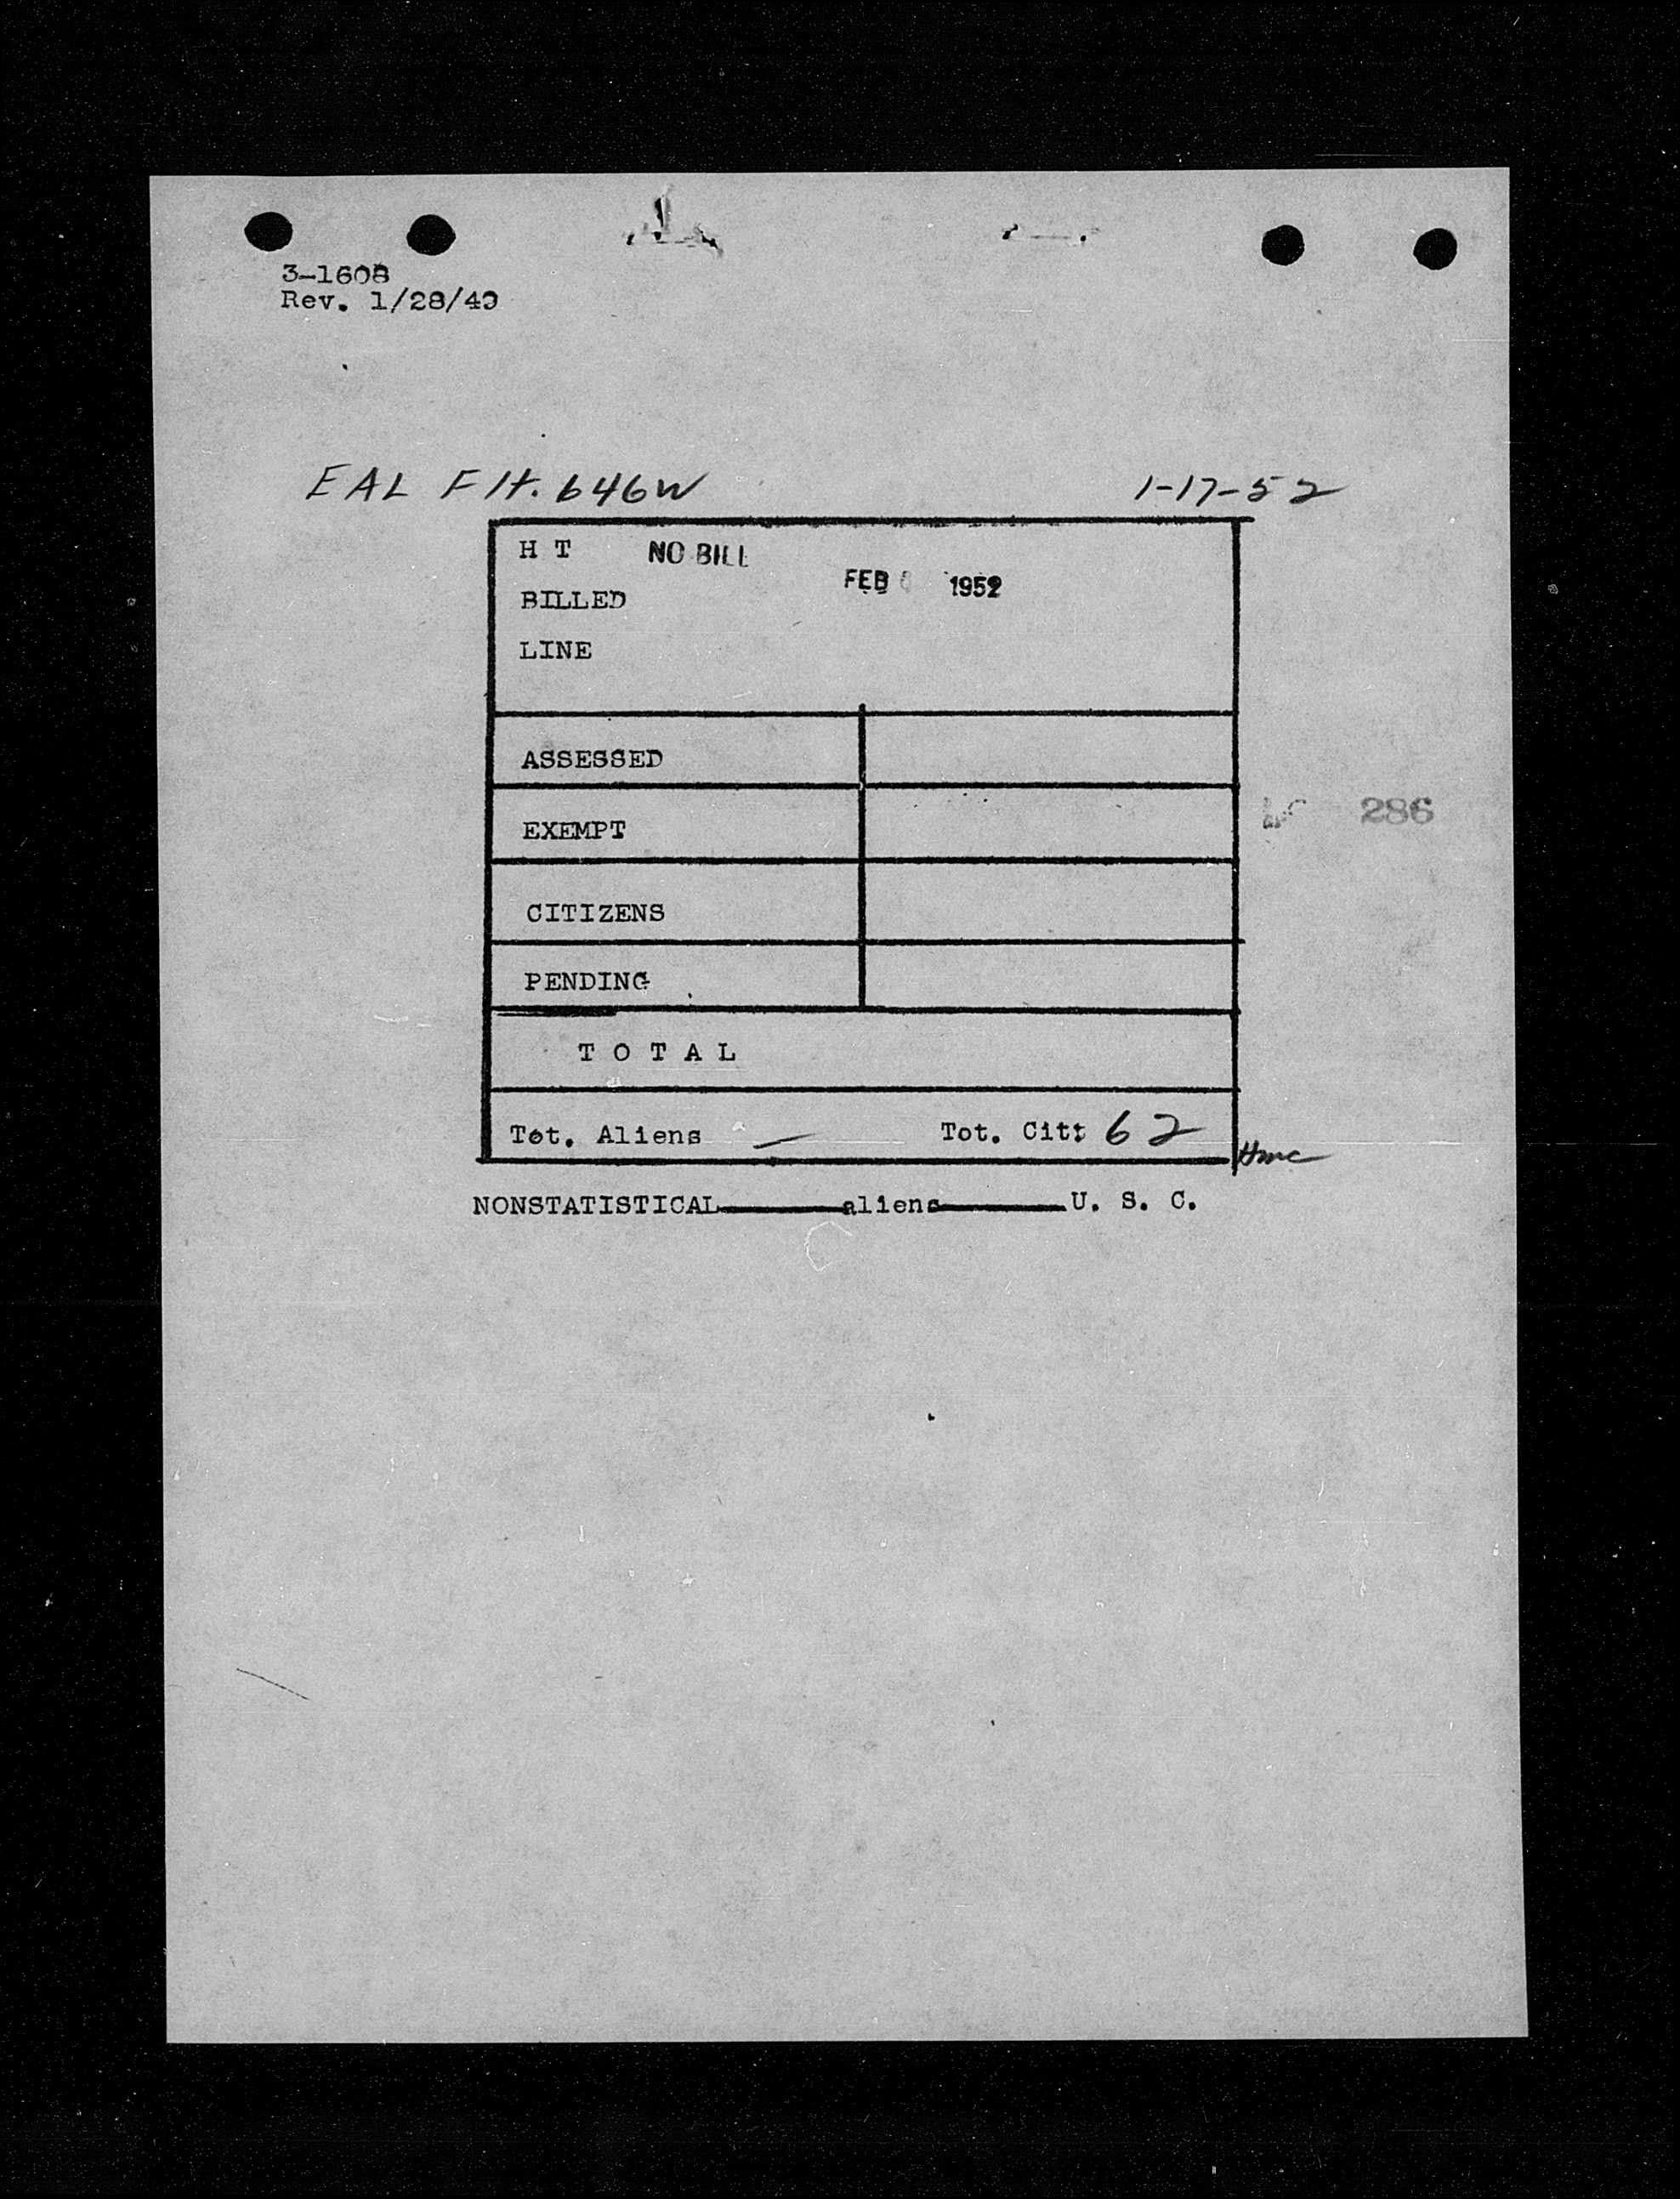 3-1608
Rev. 1/28/49
EAL Flt. 646W 1-17-52
H T NO BILL
FEB 1952
BILLED
LINE
ASSESSED
EXEMPT
286
CITIZENS
PENDING
T O T A L
Tot. Aliens — Tot. Cit: 62
Hmc
NONSTATISTICAL———aliens———U. S. C.